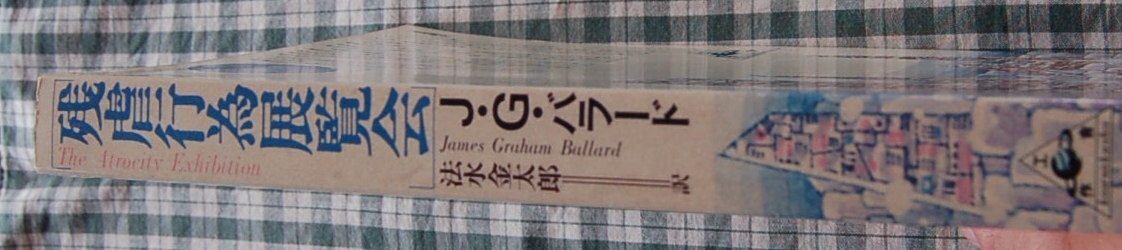 残虐行為展覧会
The Atrocity Exhibition
J・G・バラード
James Graham Ballard
法水金太郎 訳